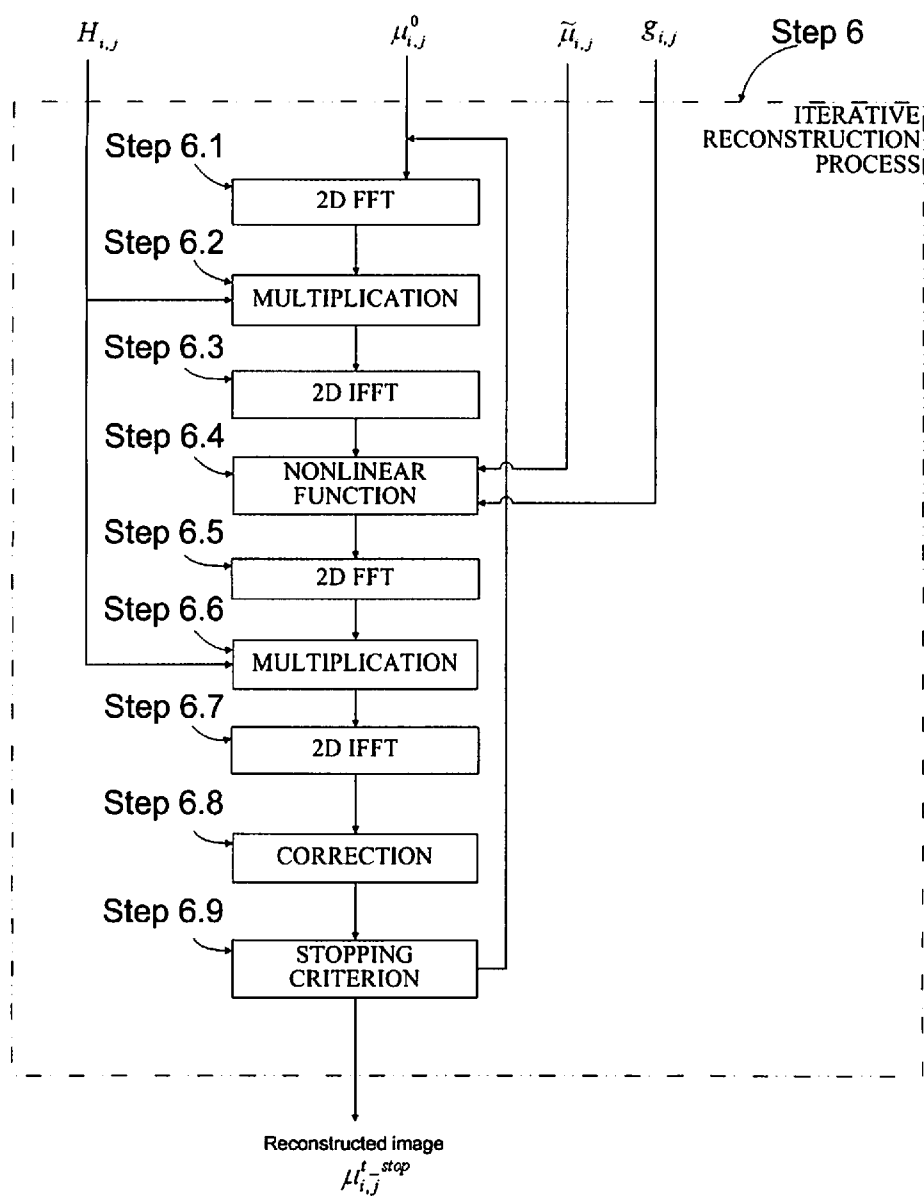 H_{i,j} μ^{0}_{i,j} μ̃_{i,j} g_{i,j} Step 6
ITERATIVE
RECONSTRUCTION
PROCESS
Step 6.1
2D FFT
Step 6.2
MULTIPLICATION
Step 6.3
2D IFFT
Step 6.4
NONLINEAR
FUNCTION
Step 6.5
2D FFT
Step 6.6
MULTIPLICATION
Step 6.7
2D IFFT
Step 6.8
CORRECTION
Step 6.9
STOPPING
CRITERION
Reconstructed image
μ^{t_stop}_{i,j}